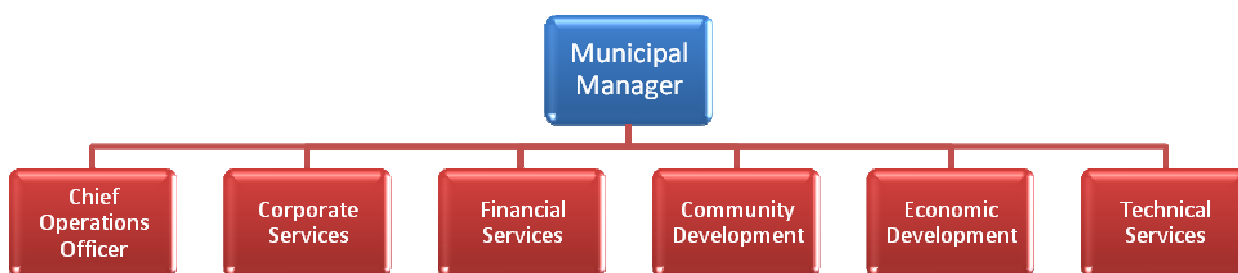 Municipal
Manager
Chief
Operations
Officer
Corporate
Services
Financial
Services
Community
Development
Economic
Development
Technical
Services